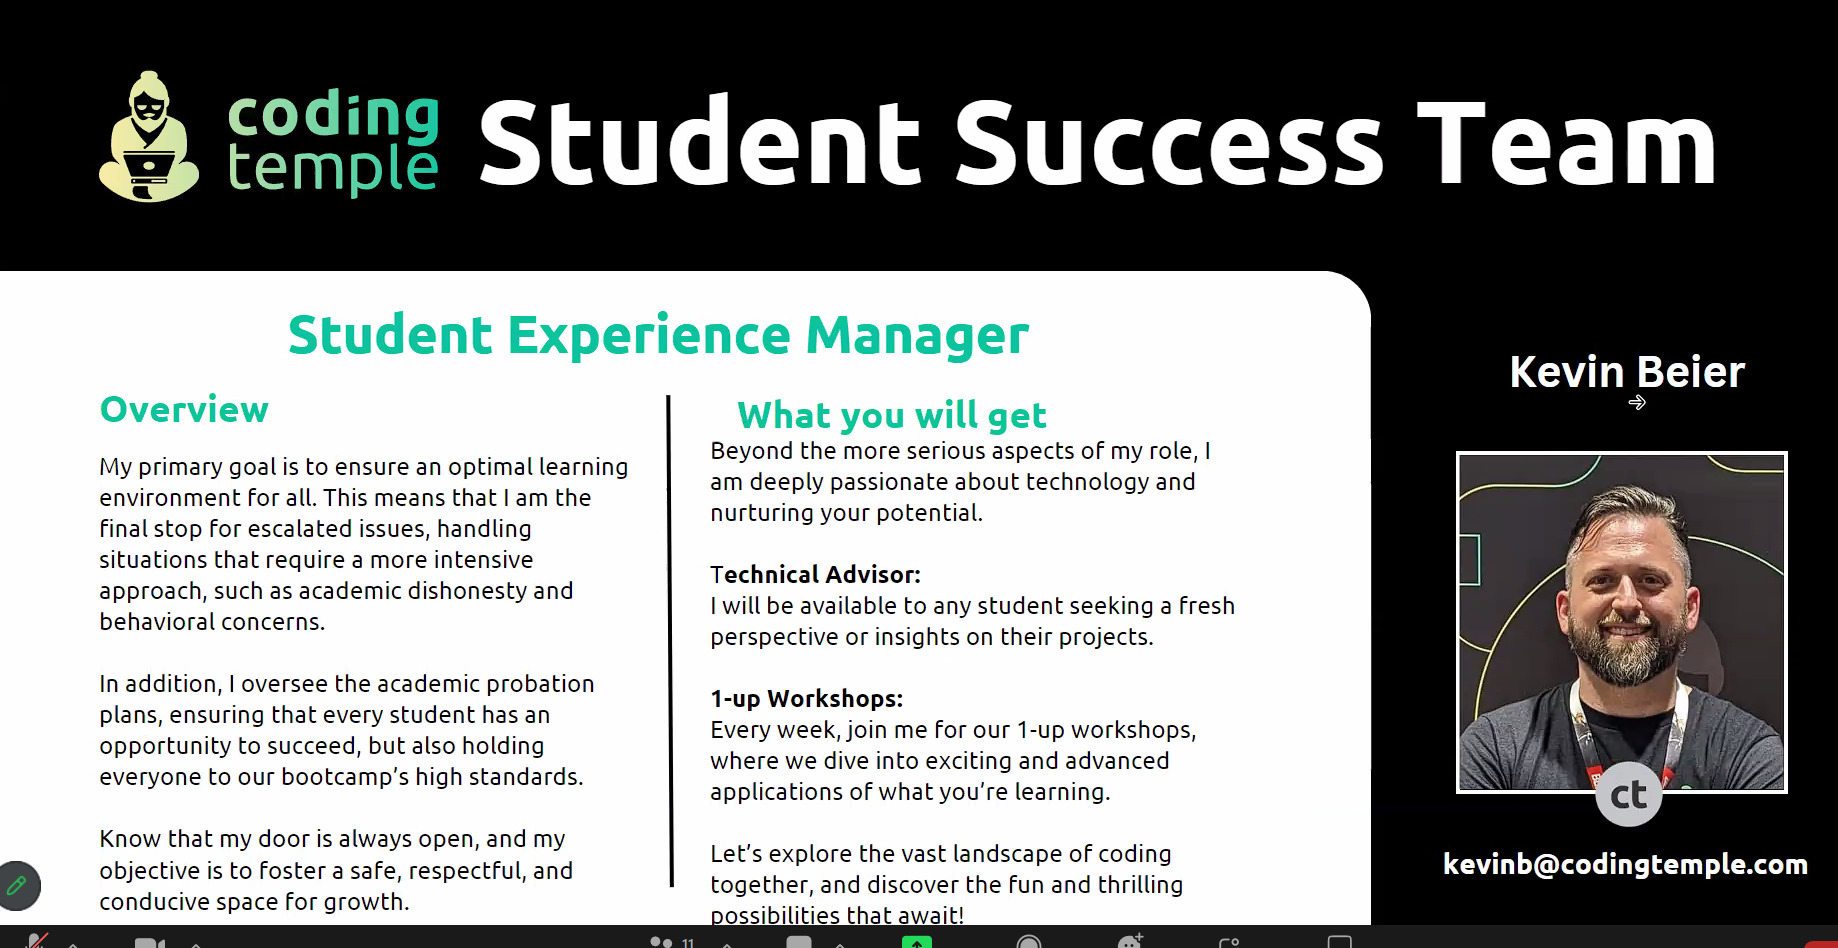 coding
temple
Student Success Team
Student Experience Manager
Overview
My primary goal is to ensure an optimal learning
environment for all. This means that I am the
final stop for escalated issues, handling
situations that require a more intensive
approach, such as academic dishonesty and
behavioral concerns.
In addition, I oversee the academic probation
plans, ensuring that every student has an
opportunity to succeed, but also holding
everyone to our bootcamp’s high standards.
Know that my door is always open, and my
objective is to foster a safe, respectful, and
conducive space for growth.
What you will get
Beyond the more serious aspects of my role, I
am deeply passionate about technology and
nurturing your potential.
Technical Advisor:
I will be available to any student seeking a fresh
perspective or insights on their projects.
1-up Workshops:
Every week, join me for our 1-up workshops,
where we dive into exciting and advanced
applications of what you’re learning.
Let’s explore the vast landscape of coding
together, and discover the fun and thrilling
possibilities that await!
Kevin Beier
ct
kevinb@codingtemple.com
11